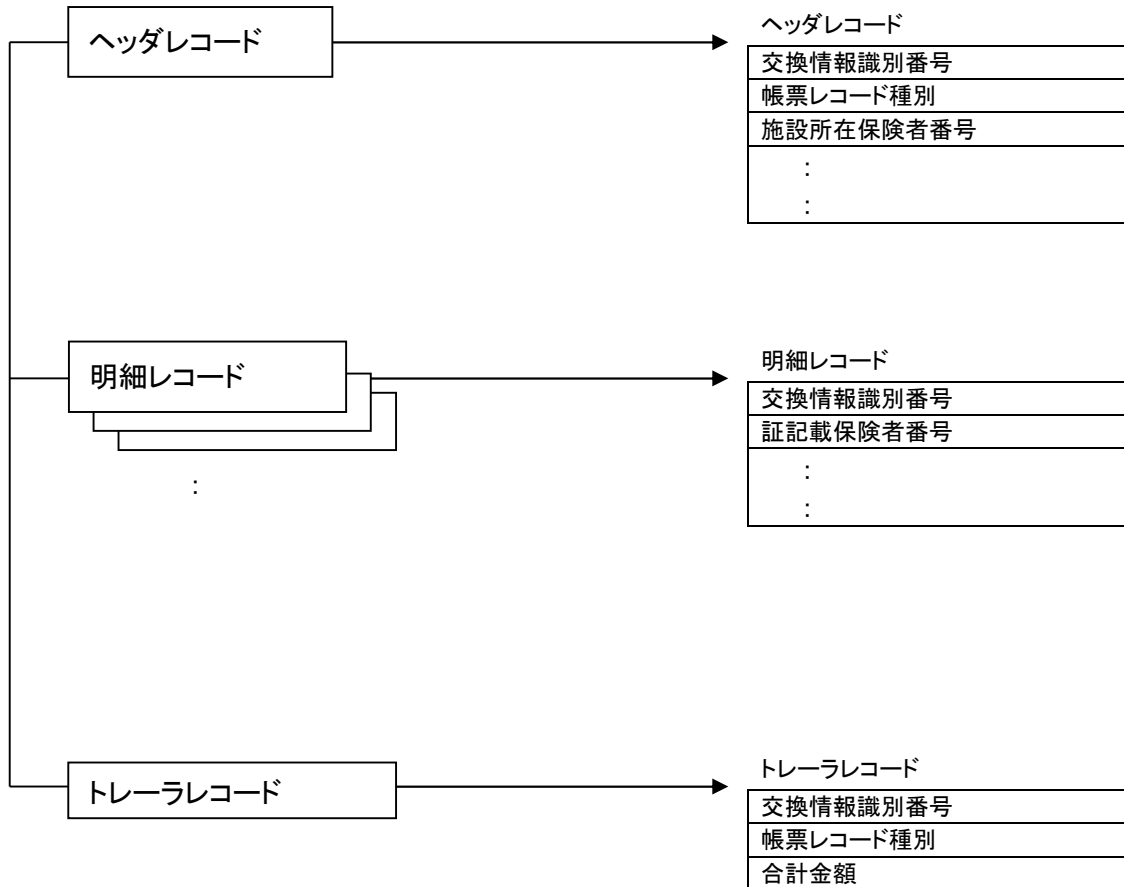 ヘッダレコード
ヘッダレコード
交換情報識別番号
帳票レコード種別
施設所在保険者番号
:
:
明細レコード
:
明細レコード
交換情報識別番号
証記載保険者番号
:
:
トレーラレコード
トレーラレコード
交換情報識別番号
帳票レコード種別
合計金額